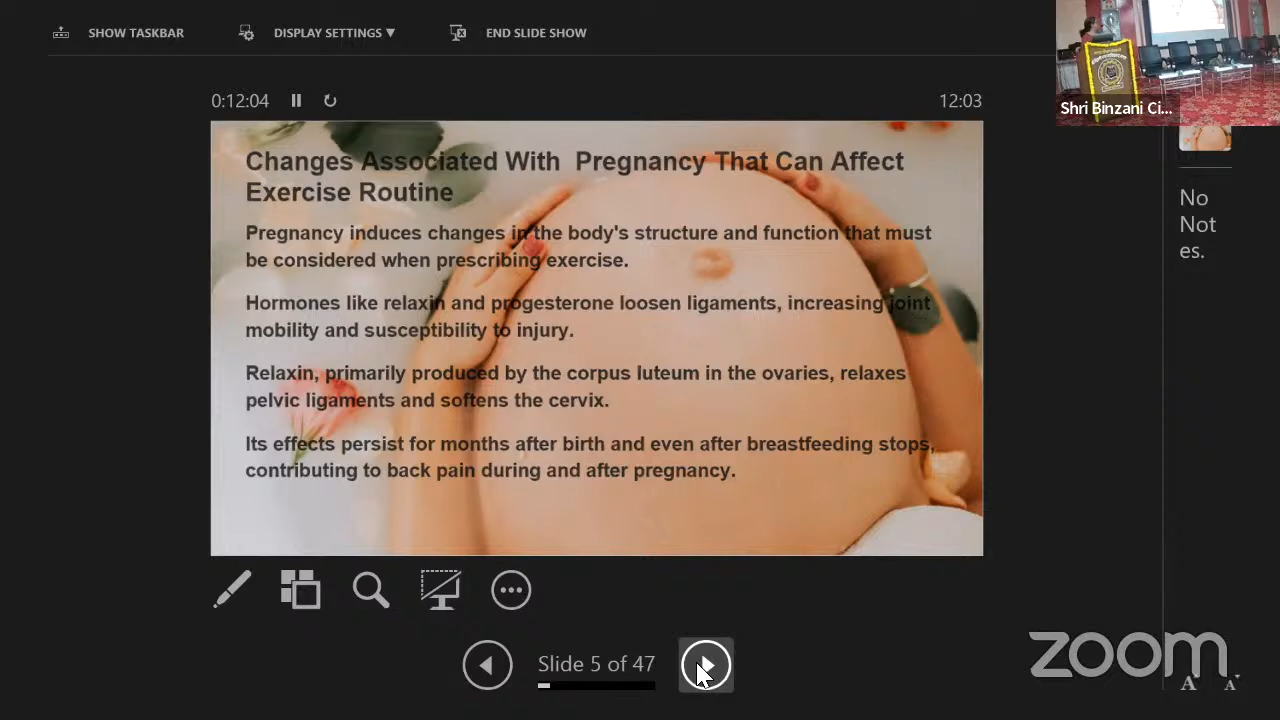 SHOW TASKBAR
DISPLAY SETTINGS ▼
END SLIDE SHOW
Shri Binzani Ci...
0:12:04
12:03
Changes Associated With  Pregnancy That Can Affect
Exercise Routine
Pregnancy induces changes in the body's structure and function that must
be considered when prescribing exercise.
Hormones like relaxin and progesterone loosen ligaments, increasing joint
mobility and susceptibility to injury.
Relaxin, primarily produced by the corpus luteum in the ovaries, relaxes
pelvic ligaments and softens the cervix.
Its effects persist for months after birth and even after breastfeeding stops,
contributing to back pain during and after pregnancy.
No
Not
es.
Slide 5 of 47
zoom
A
A